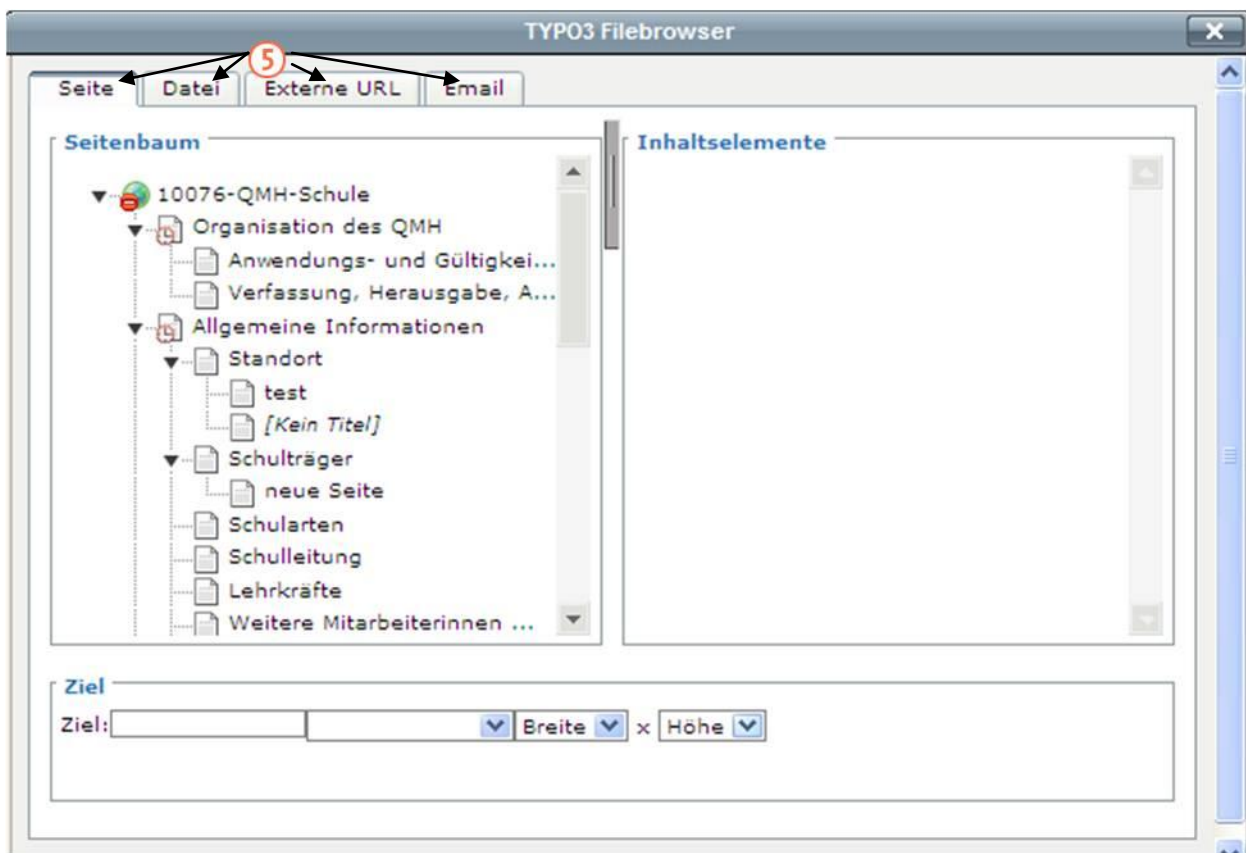 TYPO3 Filebrowser
5
Seite Datei Externe URL Email
Seitenbaum
10076-QMH-Schule
Organisation des QMH
Anwendungs- und Gültigkei...
Verfassung, Herausgabe, A...
Allgemeine Informationen
Standort
test
[Kein Titel]
Schulträger
neue Seite
Schularten
Schulleitung
Lehrkräfte
Weitere Mitarbeiterinnen ...
Inhaltselemente
Ziel
Ziel: Breite x Höhe